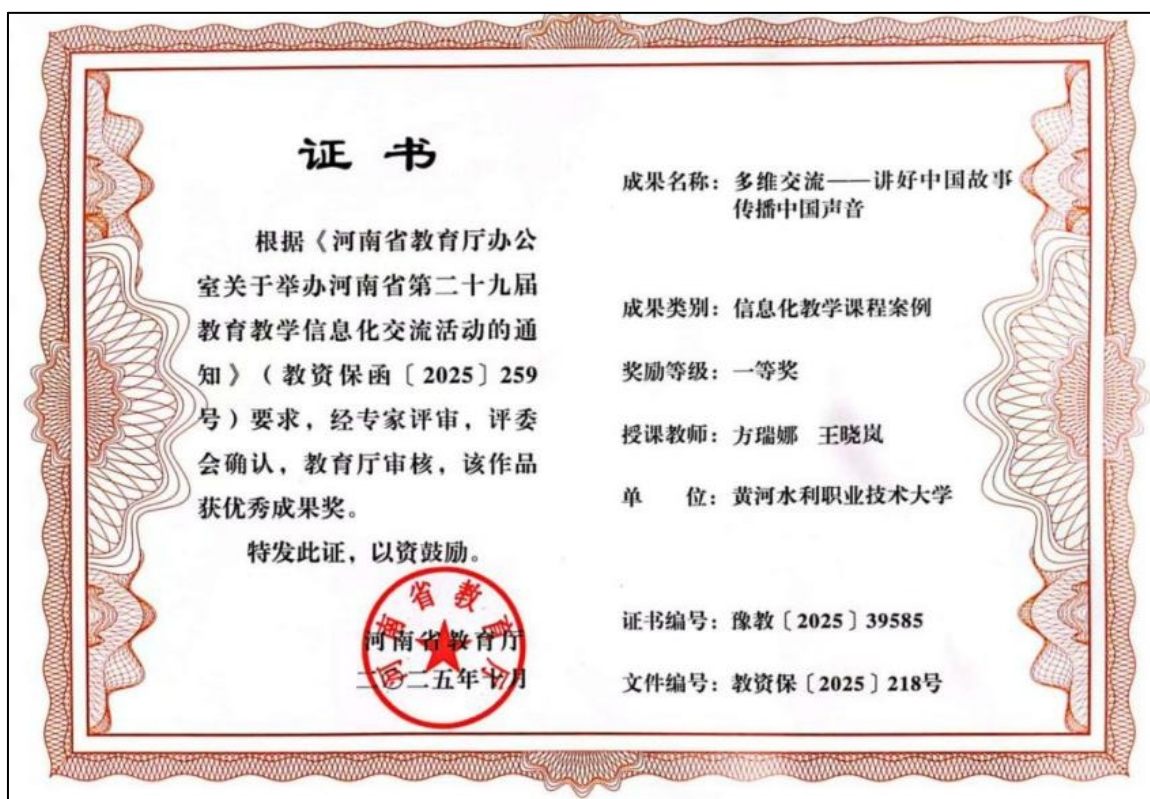 证 书
根据《河南省教育厅办公
室关于举办河南省第二十九届
教育教学信息化交流活动的通
知》（教资保函〔2025〕259
号）要求，经专家评审，评委
会确认，教育厅审核，该作品
获优秀成果奖。
特发此证，以资鼓励。
河南省教育厅
河南省教育厅
二〇二五年十月
成果名称：多维交流——讲好中国故事
传播中国声音
成果类别：信息化教学课程案例
奖励等级：一等奖
授课教师：方瑞娜 王晓岚
单 位：黄河水利职业技术大学
证书编号：豫教〔2025〕39585
文件编号：教资保〔2025〕218号